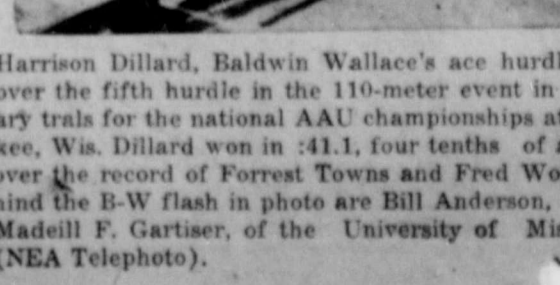 Harrison Dillard, Baldwin Wallace's ace hurdl
over the fifth hurdle in the 110-meter event in
ary trals for the national AAU championships at
kee, Wis. Dillard won in :41.1, four tenths of a
over the record of Forrest Towns and Fred Wo
hind the B-W flash in photo are Bill Anderson,
Madeill F. Gartiser, of the University of Mis
(NEA Telephoto).